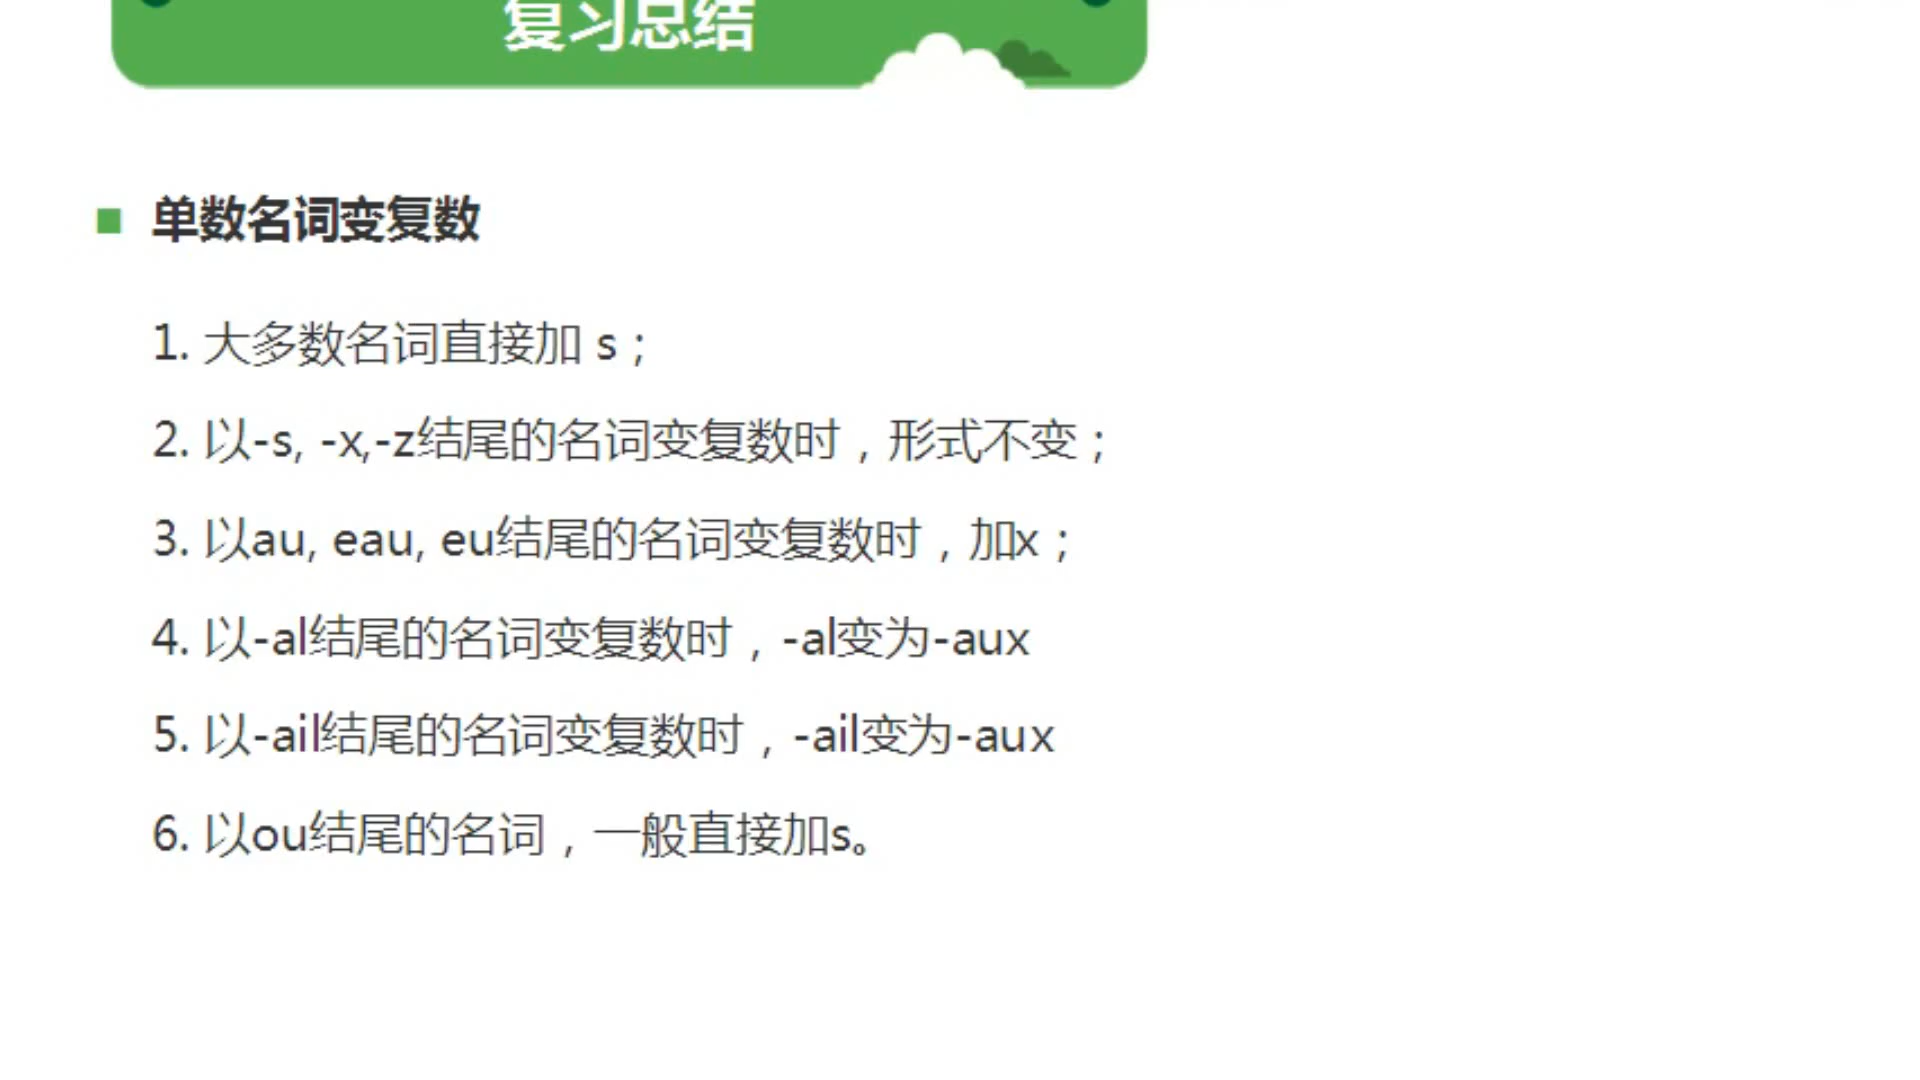 复习总结
单数名词变复数
1. 大多数名词直接加 s；
2. 以-s, -x,-z结尾的名词变复数时，形式不变；
3. 以au, eau, eu结尾的名词变复数时，加x；
4. 以-al结尾的名词变复数时，-al变为-aux
5. 以-ail结尾的名词变复数时，-ail变为-aux
6. 以ou结尾的名词，一般直接加s。